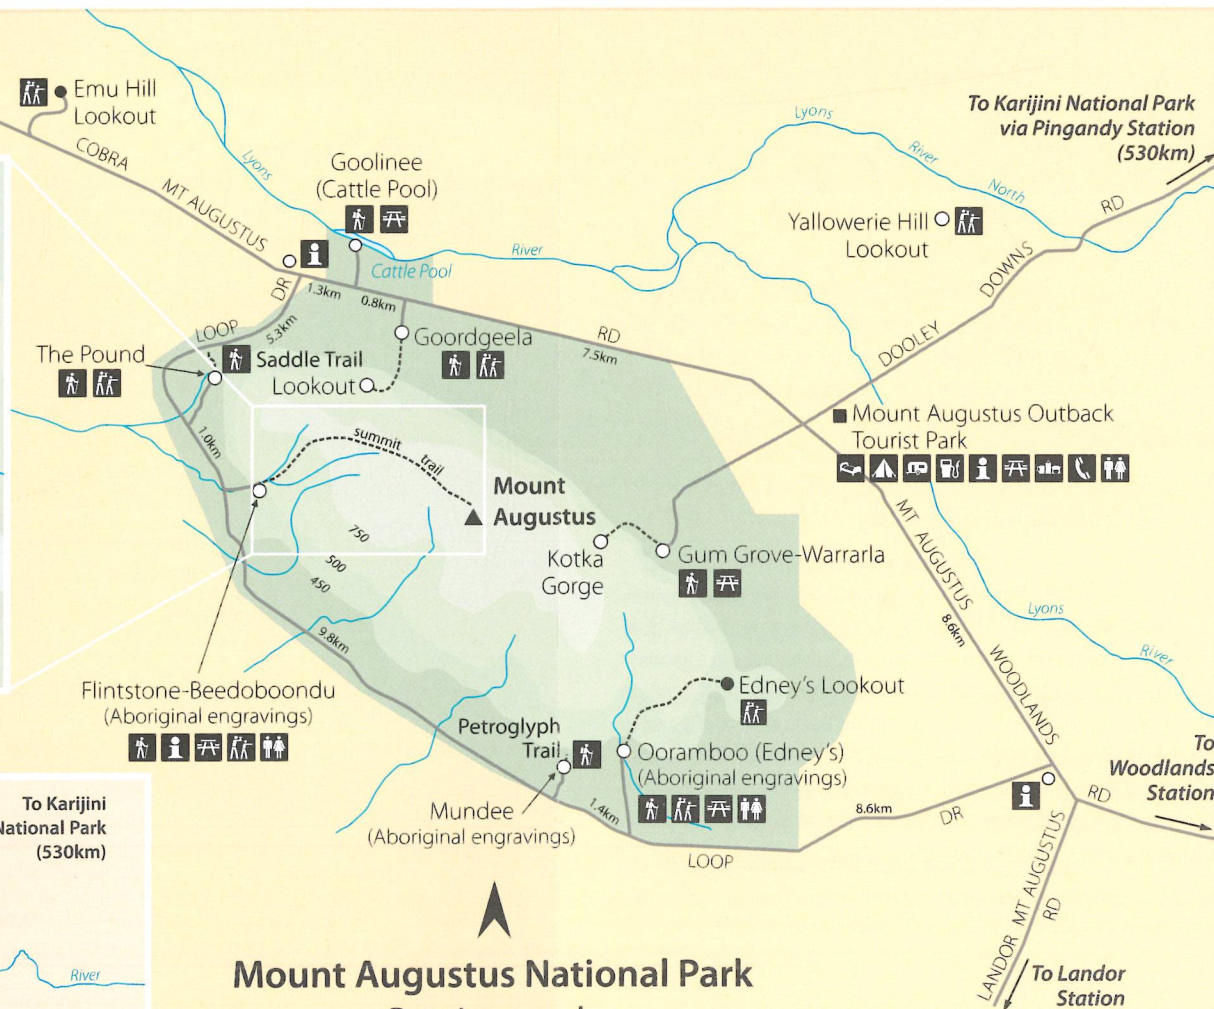 Emu Hill
Lookout
COBRA
MT AUGUSTUS
Lyons
Goolinee
(Cattle Pool)
Cattle Pool
River
Lyons
River
North
To Karijini National Park
via Pingandy Station
(530km)
RD
Yallowerie Hill
Lookout
DOWNS
DOOLEY
DR
1.3km
0.8km
LOOP
5.3km
RD
7.5km
The Pound
Saddle Trail
Lookout
Goordgeela
1.0km
summit
trail
Mount
Augustus
Mount Augustus Outback
Tourist Park
750
500
450
Kotka
Gorge
Gum Grove-Warrarla
MT AUGUSTUS
8.6km
WOODLANDS
Lyons
River
9.8km
Flintstone-Beedoboondu
(Aboriginal engravings)
Edney's Lookout
Petroglyph
Trail
Ooramboo (Edney's)
(Aboriginal engravings)
Mundee
(Aboriginal engravings)
1.4km
LOOP
8.6km
DR
RD
To
Woodlands
Station
LANDOR MT AUGUSTUS
RD
To Landor
Station
To Karijini
National Park
(530km)
River
Mount Augustus National Park